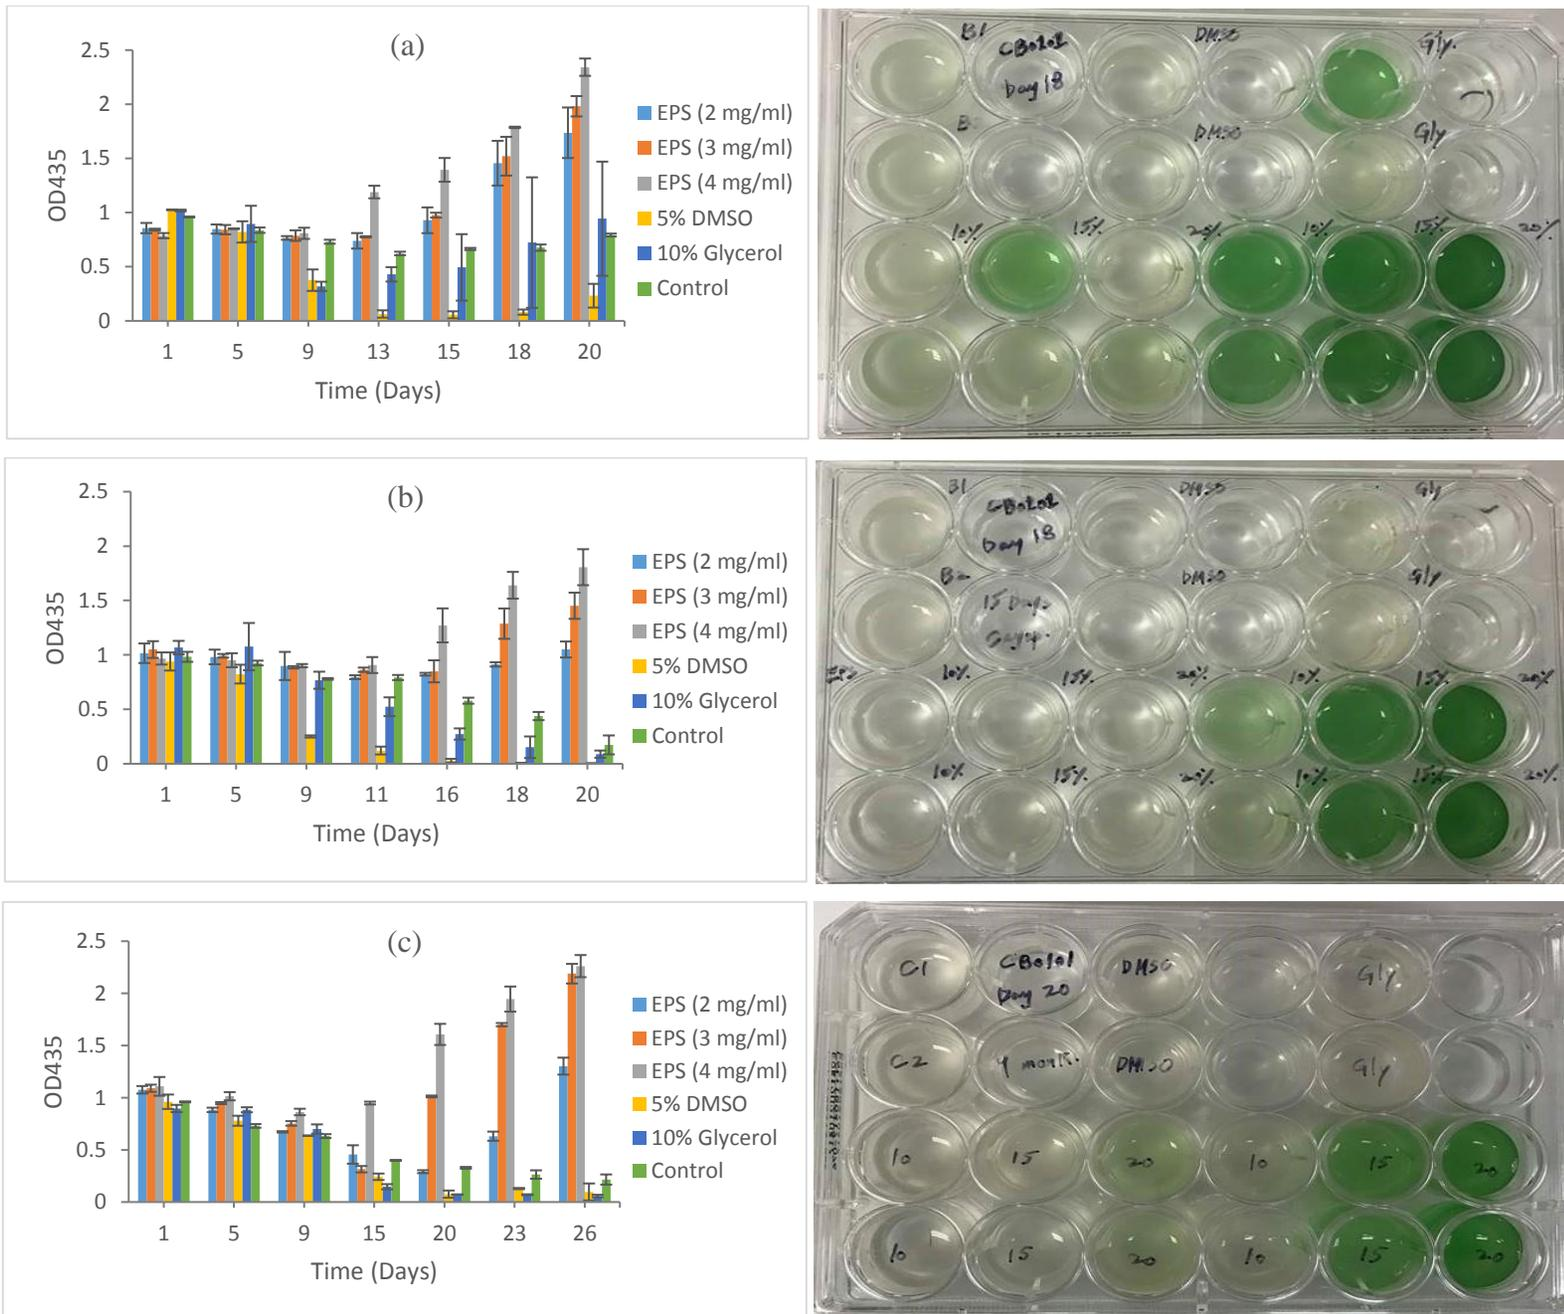 (a)
2.5
2
1.5
1
0.5
0
OD435
1 5 9 13 15 18 20
Time (Days)
EPS (2 mg/ml)
EPS (3 mg/ml)
EPS (4 mg/ml)
5% DMSO
10% Glycerol
Control
B1 CB0202 DMSO Gly.
Day 18
DMSO Gly
10% 15% 20% 10% 15% 20%
(b)
2.5
2
1.5
1
0.5
0
OD435
1 5 9 11 16 18 20
Time (Days)
EPS (2 mg/ml)
EPS (3 mg/ml)
EPS (4 mg/ml)
5% DMSO
10% Glycerol
Control
B1 CB0202 DMSO Gly
Day 18
B2 15 Days DMSO Gly
EPS 10% 15% 20% 10% 15% 20%
10% 15% 20% 10% 15% 20%
(c)
2.5
2
1.5
1
0.5
0
OD435
1 5 9 15 20 23 26
Time (Days)
EPS (2 mg/ml)
EPS (3 mg/ml)
EPS (4 mg/ml)
5% DMSO
10% Glycerol
Control
C1 CB0101 DMSO Gly
Day 20
C2 DMSO Gly
10 15 20 10 15 20
10 15 20 10 15 20